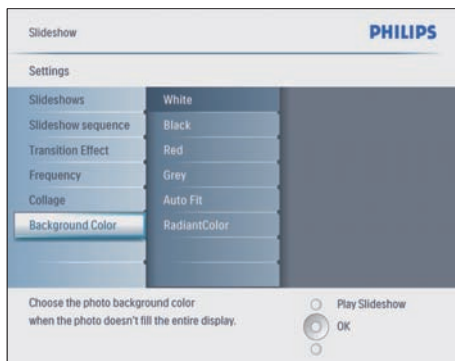 Slideshow
PHILIPS
Settings
Slideshows
White
Slideshow sequence
Black
Transition Effect
Red
Frequency
Grey
Collage
Auto Fit
Background Color
RadiantColor
Choose the photo background color
when the photo doesn't fill the entire display.
Play Slideshow
OK